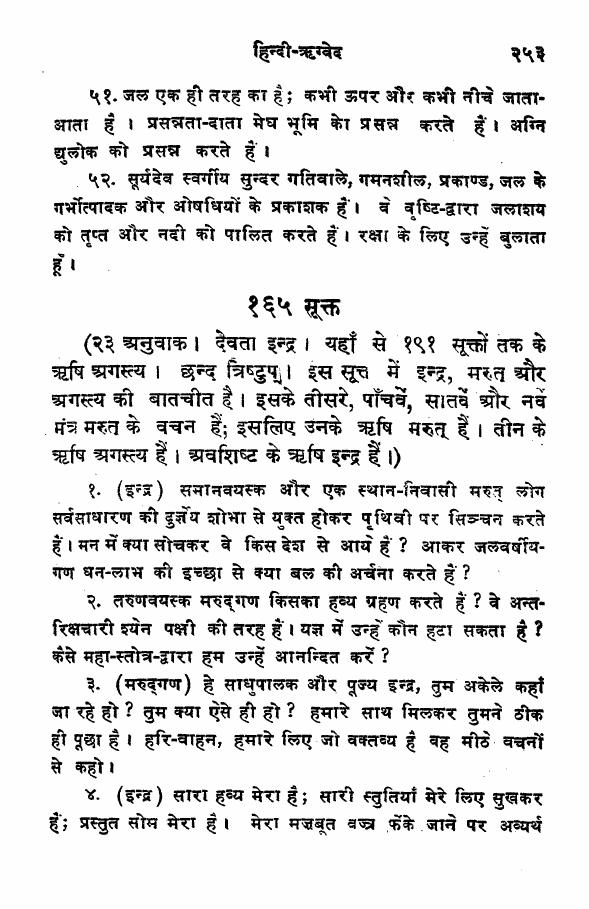 हिन्दी-ऋग्वेद २५३
५१. जल एक ही तरह का है; कभी ऊपर और कभी नीचे जाता-
आता है । प्रसन्नता-दाता मेघ भूमि को प्रसन्न करते हैं। अग्नि
द्युलोक को प्रसन्न करते हैं।
५२. सूर्यदेव स्वर्गीय सुन्दर गतिवाले, गमनशील, प्रकाण्ड, जल के
गर्भोत्पादक और ओषधियों के प्रकाशक हैं। वे वृष्टि-द्वारा जलाशय
को तृप्त और नदी को पालित करते हैं। रक्षा के लिए उन्हें बुलाता
हूँ ।
१६५ सूक्त
(२३ अनुवाक। देवता इन्द्र। यहाँ से १९१ सूक्तों तक के
ऋषि अगस्त्य। छन्द त्रिष्टुप्। इस सूक्त में इन्द्र, मरुत् और
अगस्त्य की बातचीत है। इसके तीसरे, पाँचवें, सातवें और नवें
मंत्र मरुत् के वचन हैं; इसलिए उनके ऋषि मरुत् हैं। तीन के
ऋषि अगस्त्य हैं। अवशिष्ट के ऋषि इन्द्र हैं।)
१. (इन्द्र) समानवयस्क और एक स्थान-निवासी मरुत् लोग
सर्वसाधारण की दुर्ज्ञेय शोभा से युक्त होकर पृथिवी पर सिञ्चन करते
हैं। मन में क्या सोचकर वे किस देश से आये हैं ? आकर जलवर्षीय-
गण धन-लाभ की इच्छा से क्या बल की अर्चना करते हैं ?
२. तरुणवयस्क मरुद्गण किसका हव्य ग्रहण करते हैं ? वे अन्त-
रिक्षचारी श्येन पक्षी की तरह हैं। यज्ञ में उन्हें कौन हटा सकता है ?
कैसे महा-स्तोत्र-द्वारा हम उन्हें आनन्दित करें ?
३. (मरुद्गण) हे साधुपालक और पूज्य इन्द्र, तुम अकेले कहाँ
जा रहे हो ? तुम क्या ऐसे ही हो ? हमारे साथ मिलकर तुमने ठीक
ही पूछा है। हरि-वाहन, हमारे लिए जो वक्तव्य है वह मीठे वचनों
से कहो।
४. (इन्द्र) सारा हव्य मेरा है; सारी स्तुतियाँ मेरे लिए सुखकर
हैं; प्रस्तुत सोम मेरा है। मेरा मजबूत वज्र फेंके जाने पर अव्यर्थ